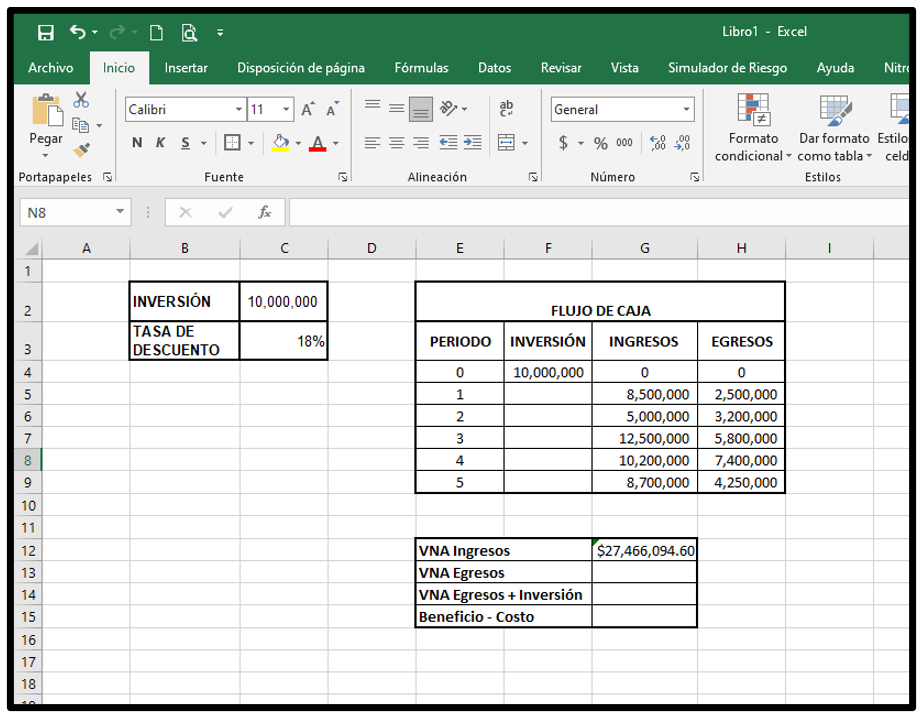 Libro1 - Excel
Archivo Inicio Insertar Disposición de página Fórmulas Datos Revisar Vista Simulador de Riesgo Ayuda Nitro
Calibri 11 ab c General
Pegar N K S A $ % 000 Formato condicional Dar formato como tabla Estilos celd
Portapapeles Fuente Alineación Número Estilos
N8 fx
A B C D E F G H I
1
2 INVERSIÓN 10,000,000 FLUJO DE CAJA
3 TASA DE DESCUENTO 18% PERIODO INVERSIÓN INGRESOS EGRESOS
4 0 10,000,000 0 0
5 1 8,500,000 2,500,000
6 2 5,000,000 3,200,000
7 3 12,500,000 5,800,000
8 4 10,200,000 7,400,000
9 5 8,700,000 4,250,000
10
11
12 VNA Ingresos $27,466,094.60
13 VNA Egresos
14 VNA Egresos + Inversión
15 Beneficio - Costo
16
17
18